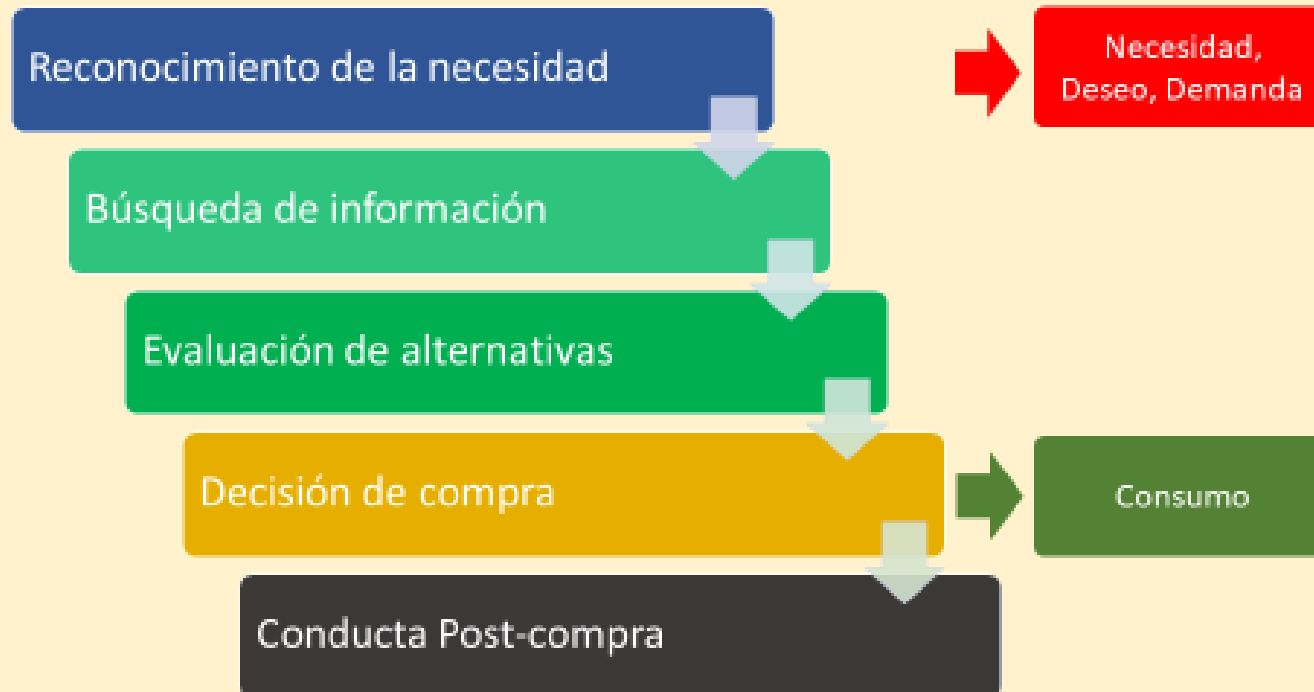 Reconocimiento de la necesidad
Necesidad,
Deseo, Demanda
Búsqueda de información
Evaluación de alternativas
Decisión de compra
Consumo
Conducta Post-compra